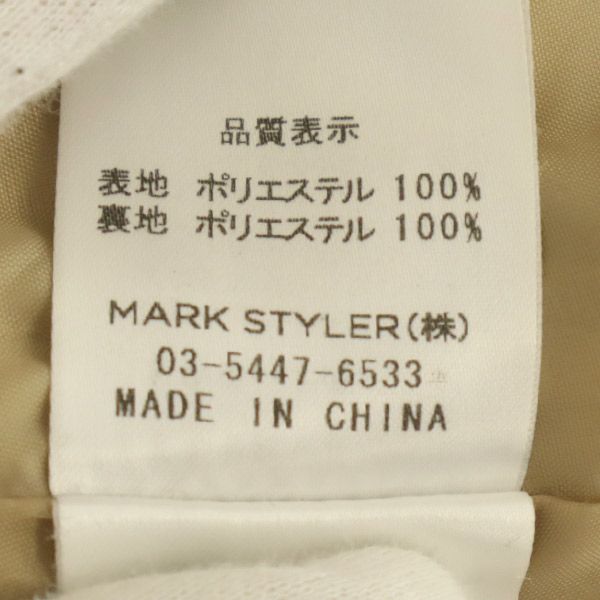 品質表示
表地 ポリエステル 100%
裏地 ポリエステル 100%
MARK STYLER(株)
03-5447-6533
MADE IN CHINA